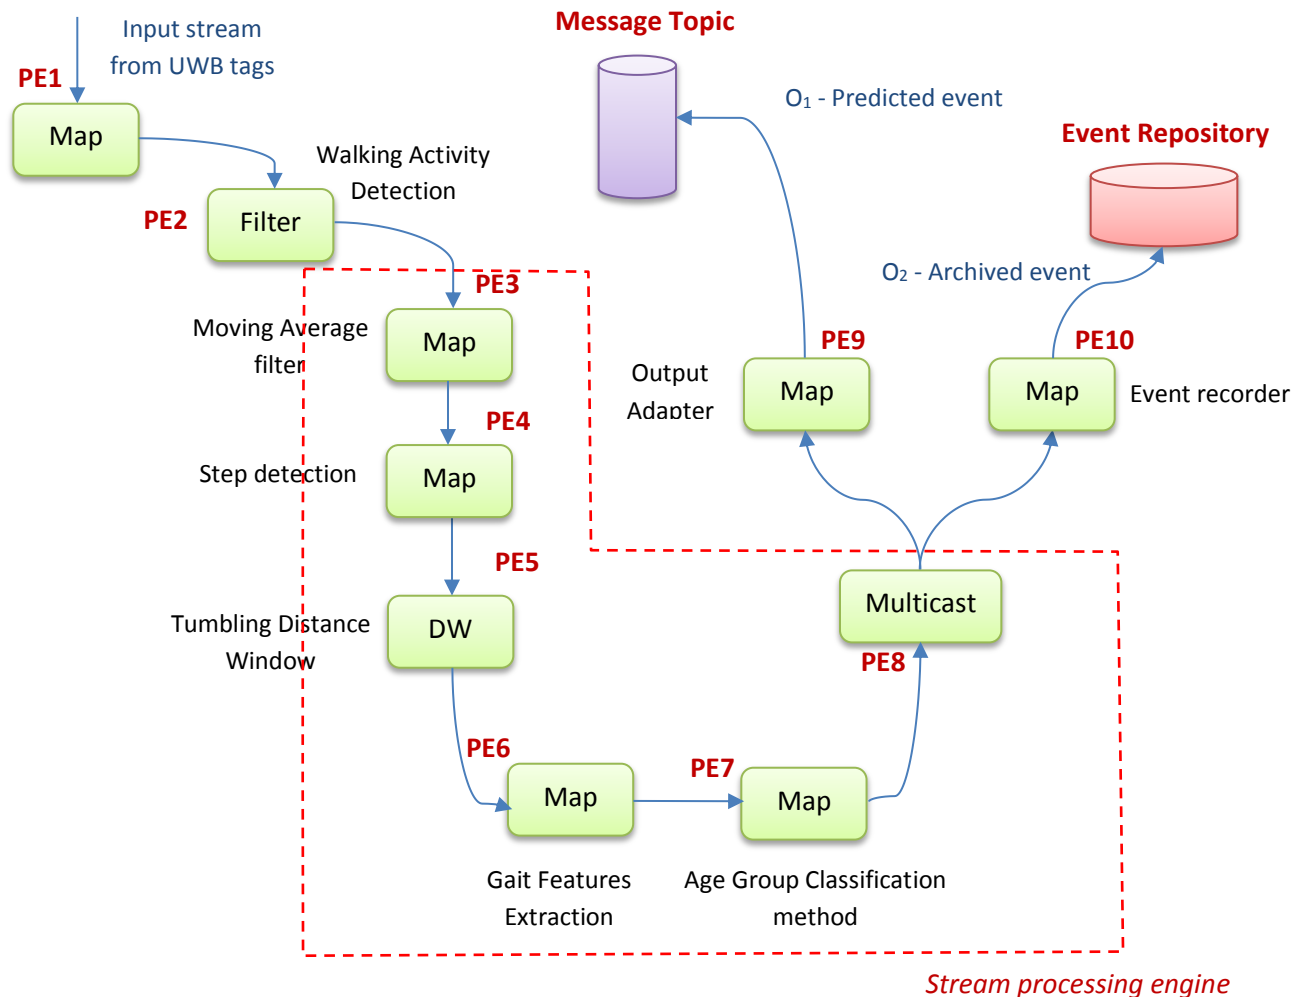 Input stream
from UWB tags
PE1
Map
Walking Activity
Detection
PE2
Filter
PE3
Moving Average
filter
Map
PE4
Step detection
Map
PE5
Tumbling Distance
Window
DW
PE6
Map
Gait Features
Extraction
PE7
Map
Age Group Classification
method
PE8
Multicast
Output
Adapter
PE9
Map
PE10
Map
Event recorder
Message Topic
O₁ - Predicted event
Event Repository
O₂ - Archived event
Stream processing engine